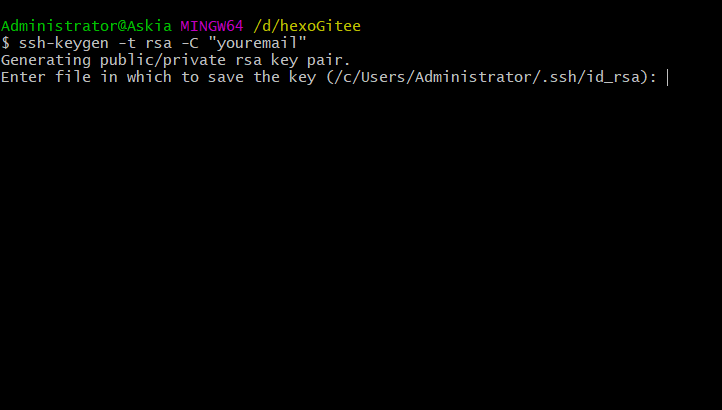 Administrator@Askia MINGW64 /d/hexoGitee
$ ssh-keygen -t rsa -C "youremail"
Generating public/private rsa key pair.
Enter file in which to save the key (/c/Users/Administrator/.ssh/id_rsa):